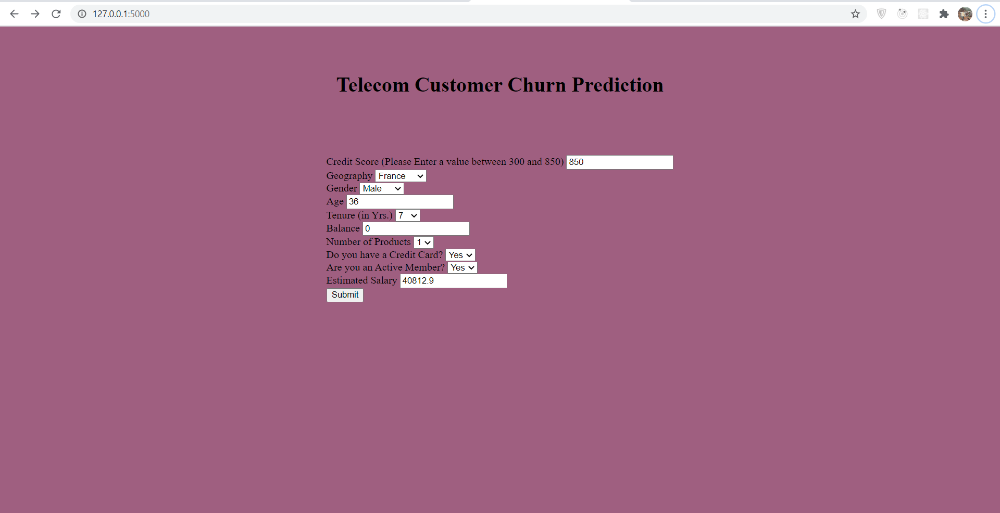 127.0.0.1:5000
Telecom Customer Churn Prediction
Credit Score (Please Enter a value between 300 and 850) 850
Geography France
Gender Male
Age 36
Tenure (in Yrs.) 7
Balance 0
Number of Products 1
Do you have a Credit Card? Yes
Are you an Active Member? Yes
Estimated Salary 40812.9
Submit